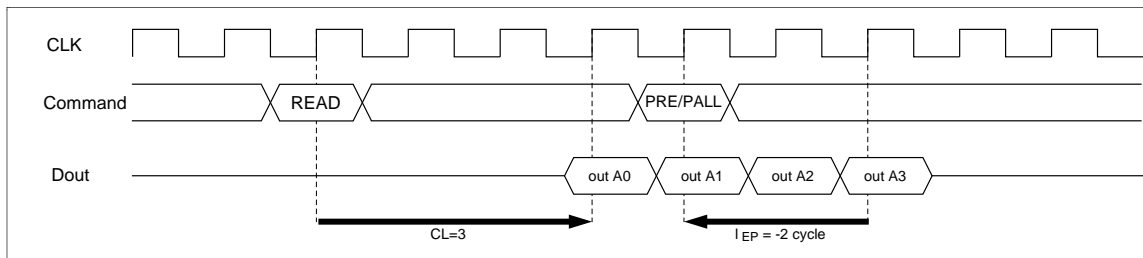 CLK
Command
READ
PRE/PALL
Dout
out A0
out A1
out A2
out A3
CL=3
l EP = -2 cycle